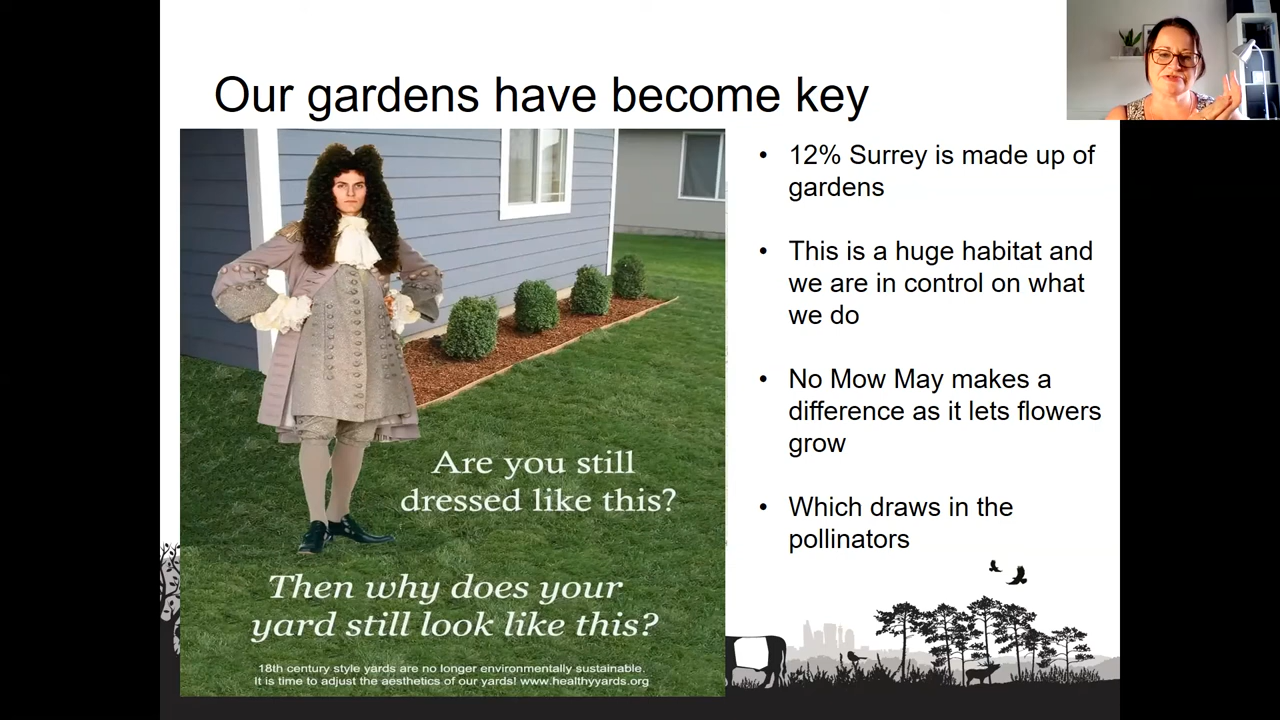 Our gardens have become key
Are you still
dressed like this?
Then why does your
yard still look like this?
18th century style yards are no longer environmentally sustainable.
It is time to adjust the aesthetics of our yards! www.healthyyards.org
• 12% Surrey is made up of
gardens
• This is a huge habitat and
we are in control on what
we do
• No Mow May makes a
difference as it lets flowers
grow
• Which draws in the
pollinators